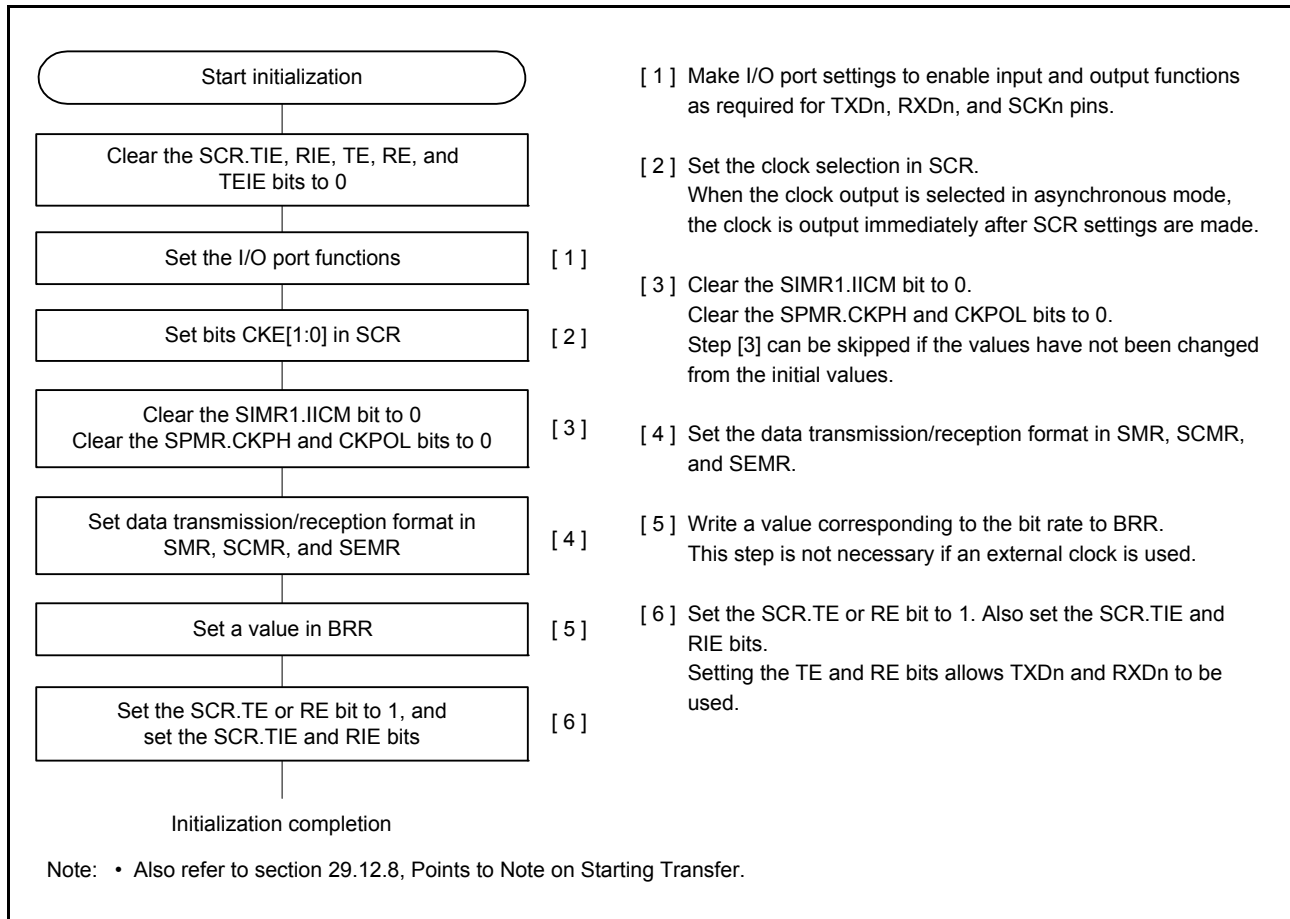 Start initialization
Clear the SCR.TIE, RIE, TE, RE, and
TEIE bits to 0
Set the I/O port functions
[ 1 ]
Set bits CKE[1:0] in SCR
[ 2 ]
Clear the SIMR1.IICM bit to 0
Clear the SPMR.CKPH and CKPOL bits to 0
[ 3 ]
Set data transmission/reception format in
SMR, SCMR, and SEMR
[ 4 ]
Set a value in BRR
[ 5 ]
Set the SCR.TE or RE bit to 1, and
set the SCR.TIE and RIE bits
[ 6 ]
Initialization completion
[ 1 ] Make I/O port settings to enable input and output functions
as required for TXDn, RXDn, and SCKn pins.
[ 2 ] Set the clock selection in SCR.
When the clock output is selected in asynchronous mode,
the clock is output immediately after SCR settings are made.
[ 3 ] Clear the SIMR1.IICM bit to 0.
Clear the SPMR.CKPH and CKPOL bits to 0.
Step [3] can be skipped if the values have not been changed
from the initial values.
[ 4 ] Set the data transmission/reception format in SMR, SCMR,
and SEMR.
[ 5 ] Write a value corresponding to the bit rate to BRR.
This step is not necessary if an external clock is used.
[ 6 ] Set the SCR.TE or RE bit to 1. Also set the SCR.TIE and
RIE bits.
Setting the TE and RE bits allows TXDn and RXDn to be
used.
Note: • Also refer to section 29.12.8, Points to Note on Starting Transfer.